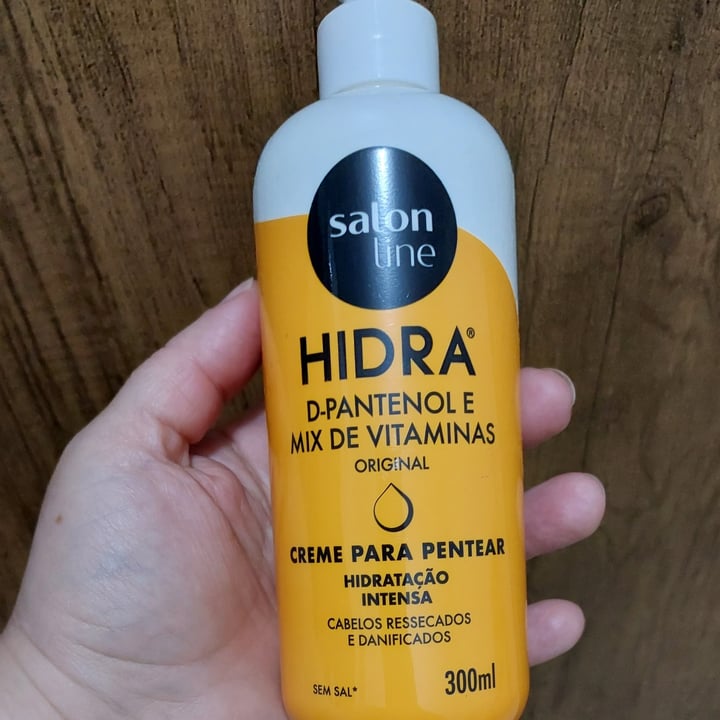 salon
line
HIDRA®
D-PANTENOL E
MIX DE VITAMINAS
ORIGINAL
CREME PARA PENTEAR
HIDRATAÇÃO
INTENSA
CABELOS RESSECADOS
E DANIFICADOS
SEM SAL*
300ml